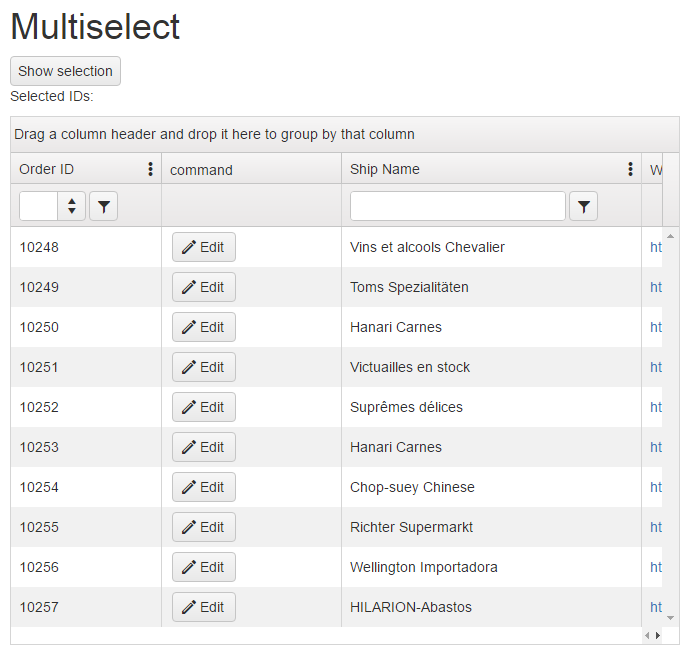 Multiselect
Show selection
Selected IDs:
Drag a column header and drop it here to group by that column
Order ID command Ship Name W
10248 Edit Vins et alcools Chevalier ht
10249 Edit Toms Spezialitäten ht
10250 Edit Hanari Carnes ht
10251 Edit Victuailles en stock ht
10252 Edit Suprêmes délices ht
10253 Edit Hanari Carnes ht
10254 Edit Chop-suey Chinese ht
10255 Edit Richter Supermarkt ht
10256 Edit Wellington Importadora ht
10257 Edit HILARION-Abastos ht